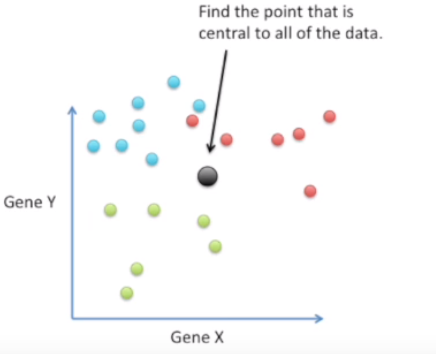 Find the point that is
central to all of the data.
Gene Y
Gene X